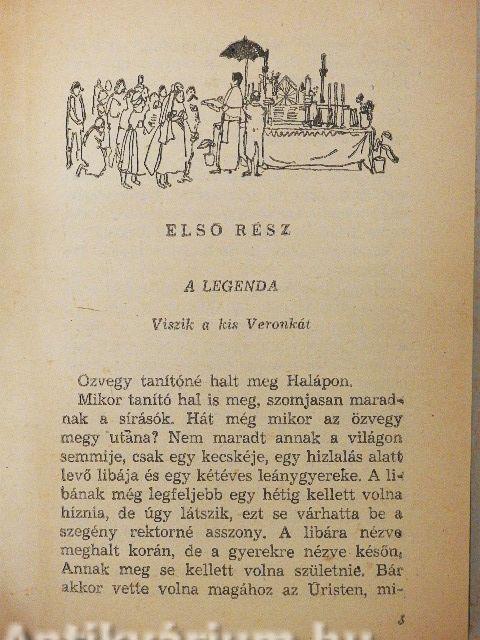 ELSŐ RÉSZ
A LEGENDA
Viszik a kis Veronkát
Özvegy tanítóné halt meg Halápon.
Mikor tanító hal is meg, szomjasan marad-
nak a sírásók. Hát még mikor az özvegy
megy utána? Nem maradt annak a világon
semmije, csak egy kecskéje, egy hizlalás alatt
levő libája és egy kétéves leánygyereke. A li-
bának még legfeljebb egy hétig kellett volna
híznia, de úgy látszik, ezt se várhatta be a
szegény rektorné asszony. A libára nézve
meghalt korán, de a gyerekre nézve későn.
Annak meg se kellett volna születnie. Bár
akkor vette volna magához az Úristen, mi-
5
Antikvárium.hu